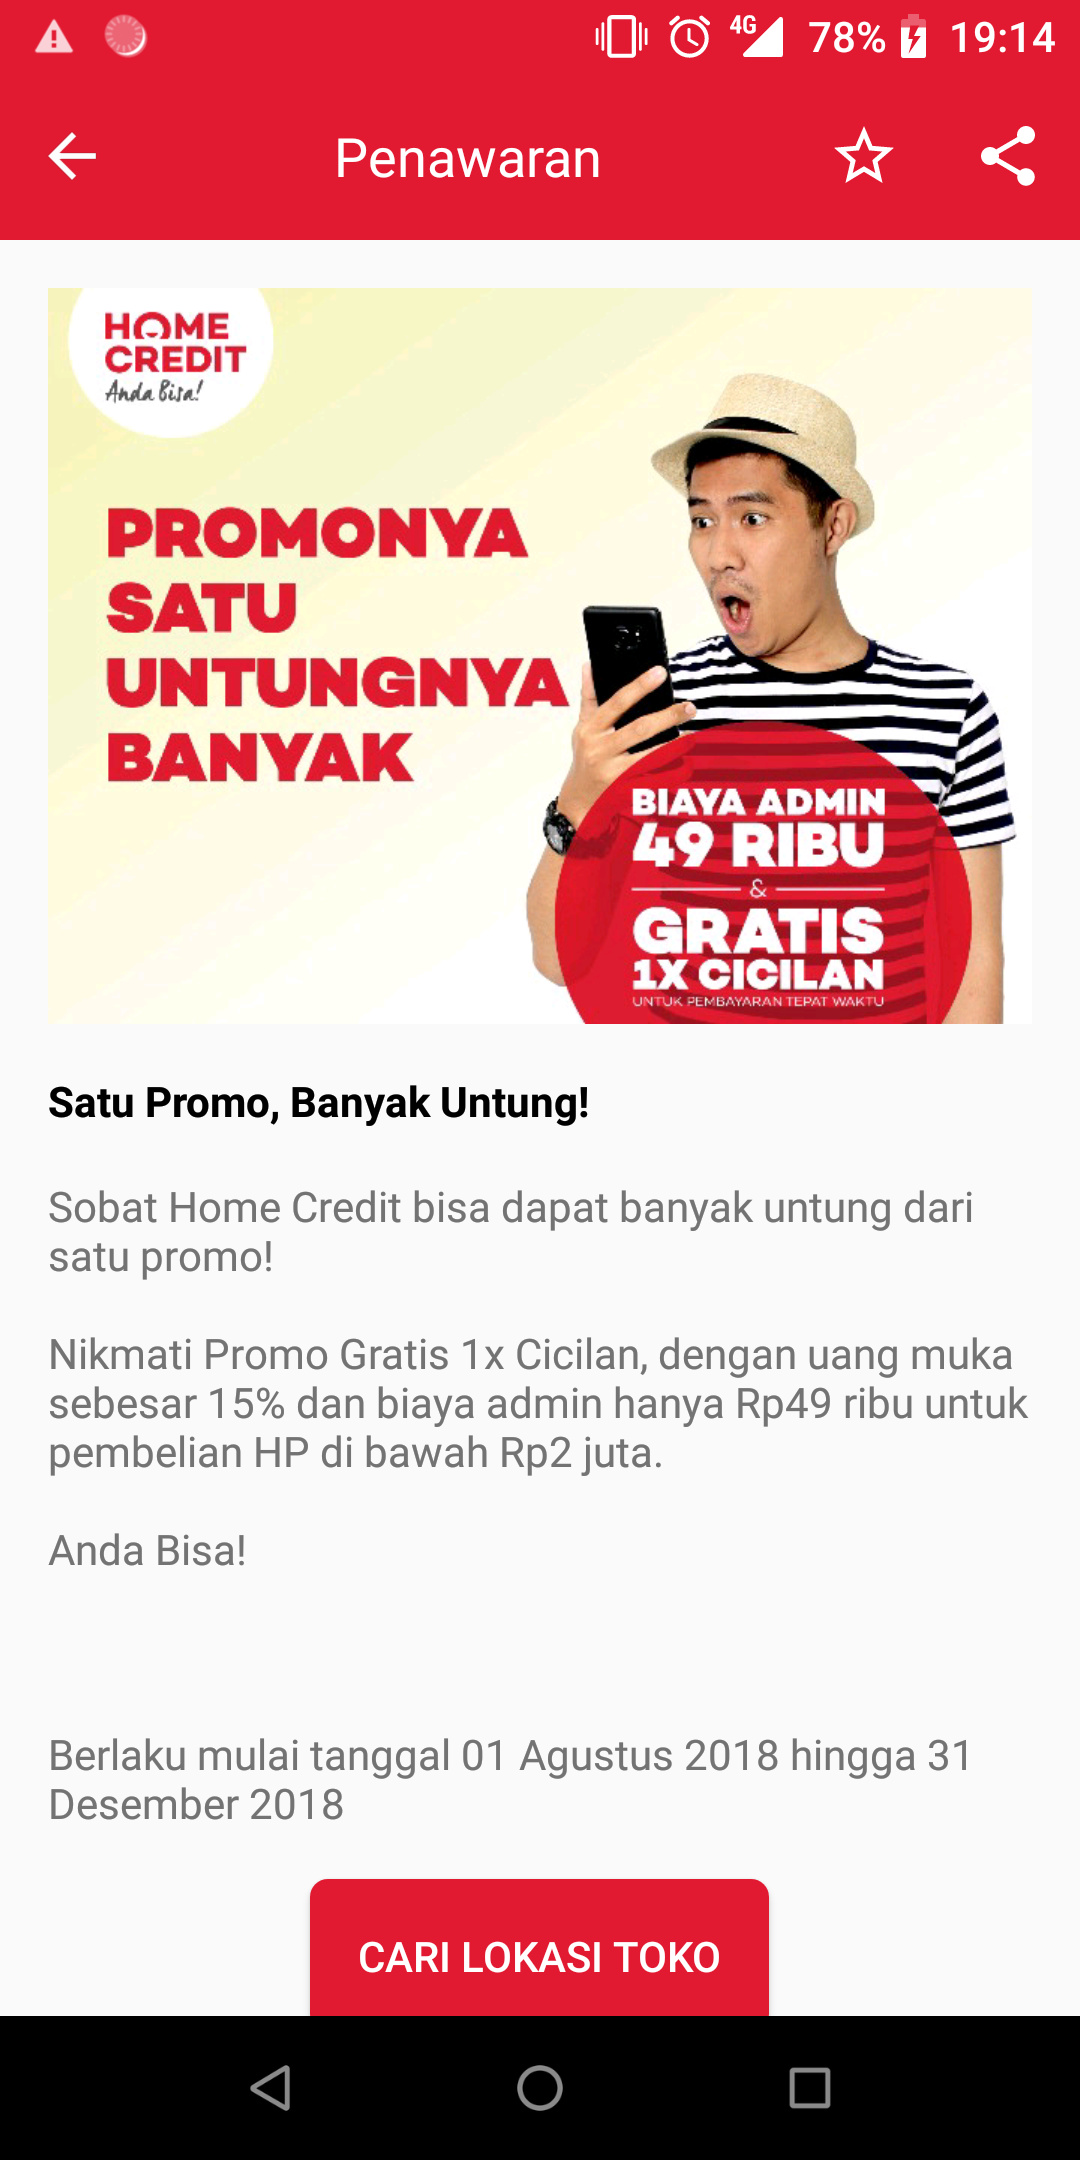 4G 78% 19:14
Penawaran
HOME
CREDIT
Anda Bisa!
PROMONYA
SATU
UNTUNGNYA
BANYAK
BIAYA ADMIN
49 RIBU
&
GRATIS
1X CICILAN
UNTUK PEMBAYARAN TEPAT WAKTU
Satu Promo, Banyak Untung!
Sobat Home Credit bisa dapat banyak untung dari
satu promo!
Nikmati Promo Gratis 1x Cicilan, dengan uang muka
sebesar 15% dan biaya admin hanya Rp49 ribu untuk
pembelian HP di bawah Rp2 juta.
Anda Bisa!
Berlaku mulai tanggal 01 Agustus 2018 hingga 31
Desember 2018
CARI LOKASI TOKO